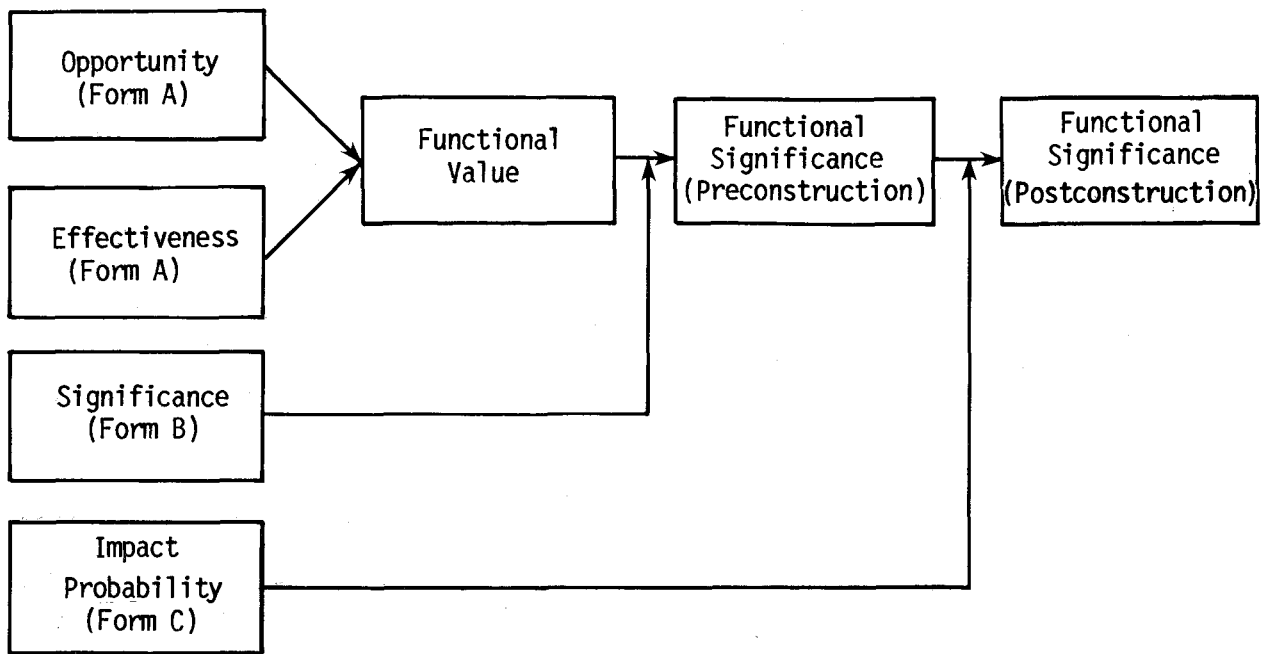 Opportunity
(Form A)
Effectiveness
(Form A)
Significance
(Form B)
Impact
Probability
(Form C)
Functional
Value
Functional
Significance
(Preconstruction)
Functional
Significance
(Postconstruction)